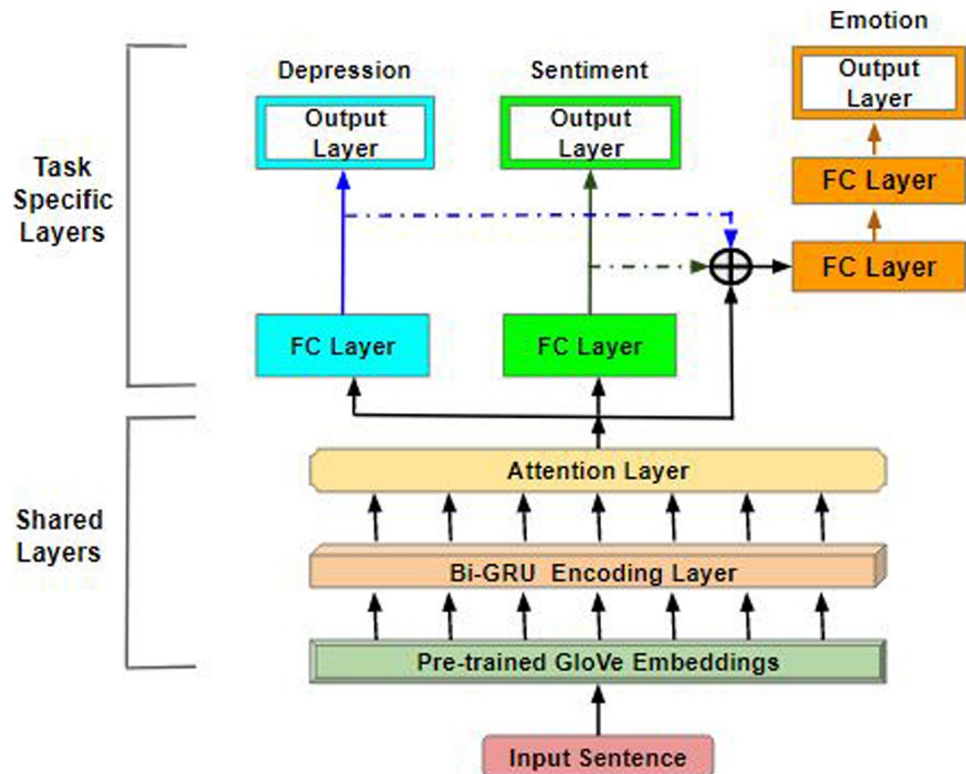 Emotion
Output
Layer
Depression
Sentiment
Output
Layer
Output
Layer
Task
Specific
Layers
FC Layer
FC Layer
FC Layer
FC Layer
Attention Layer
Shared
Layers
Bi-GRU Encoding Layer
Pre-trained GloVe Embeddings
Input Sentence